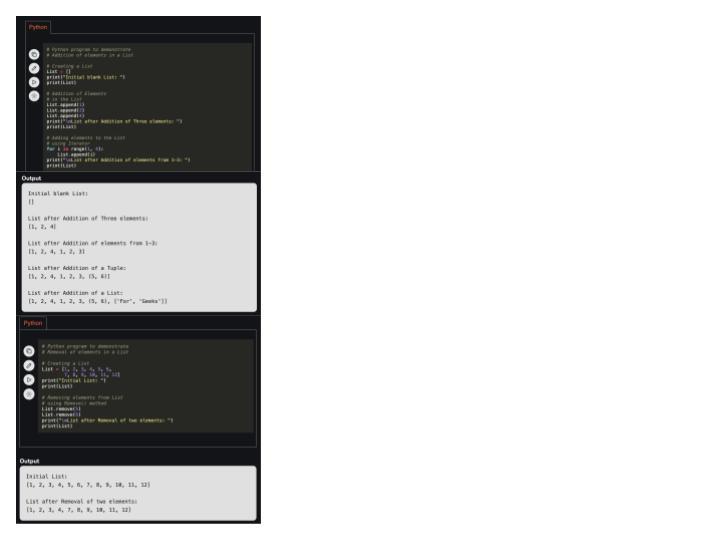 Python
# Python program to demonstrate
# Addition of elements in a List
# Creating a List
List = []
print("Initial blank List: ")
print(List)
# Addition of Elements
# in the List
List.append(1)
List.append(2)
List.append(4)
print("\nList after Addition of Three elements: ")
print(List)
# Adding elements to the List
# using Iterator
for i in range(1, 4):
List.append(i)
print("\nList after Addition of elements from 1-3: ")
print(List)
Output
Initial blank List:
[]
List after Addition of Three elements:
[1, 2, 4]
List after Addition of elements from 1-3:
[1, 2, 4, 1, 2, 3]
List after Addition of a Tuple:
[1, 2, 4, 1, 2, 3, (5, 6)]
List after Addition of a List:
[1, 2, 4, 1, 2, 3, (5, 6), ['For', 'Geeks']]
Python
# Python program to demonstrate
# Removal of elements in a List
# Creating a List
List = [1, 2, 3, 4, 5, 6,
7, 8, 9, 10, 11, 12]
print("Initial List: ")
print(List)
# Removing elements from List
# using Remove() method
List.remove(5)
List.remove(6)
print("\nList after Removal of two elements: ")
print(List)
Output
Initial List:
[1, 2, 3, 4, 5, 6, 7, 8, 9, 10, 11, 12]
List after Removal of two elements:
[1, 2, 3, 4, 7, 8, 9, 10, 11, 12]